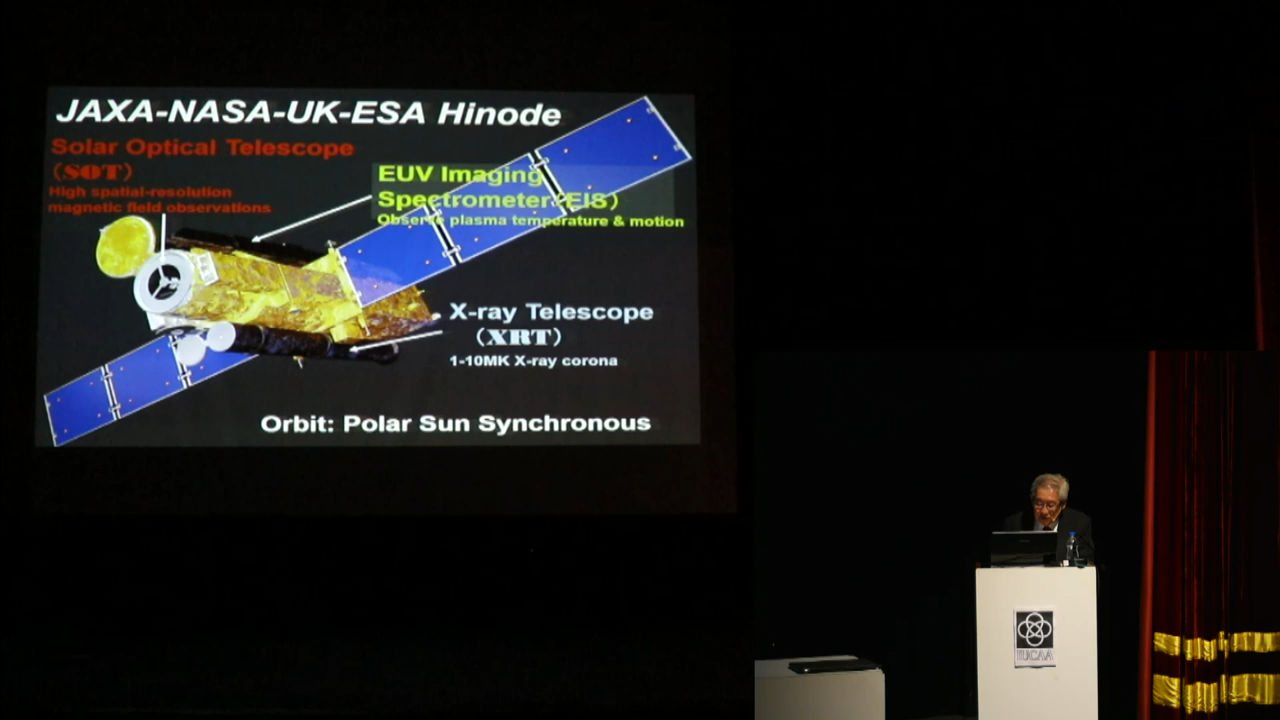 JAXA-NASA-UK-ESA Hinode
Solar Optical Telescope
(SOT)
High spatial-resolution
magnetic field observations
EUV Imaging
Spectrometer(EIS)
Observe plasma temperature & motion
X-ray Telescope
(XRT)
1-10MK X-ray corona
Orbit: Polar Sun Synchronous
IUCAA